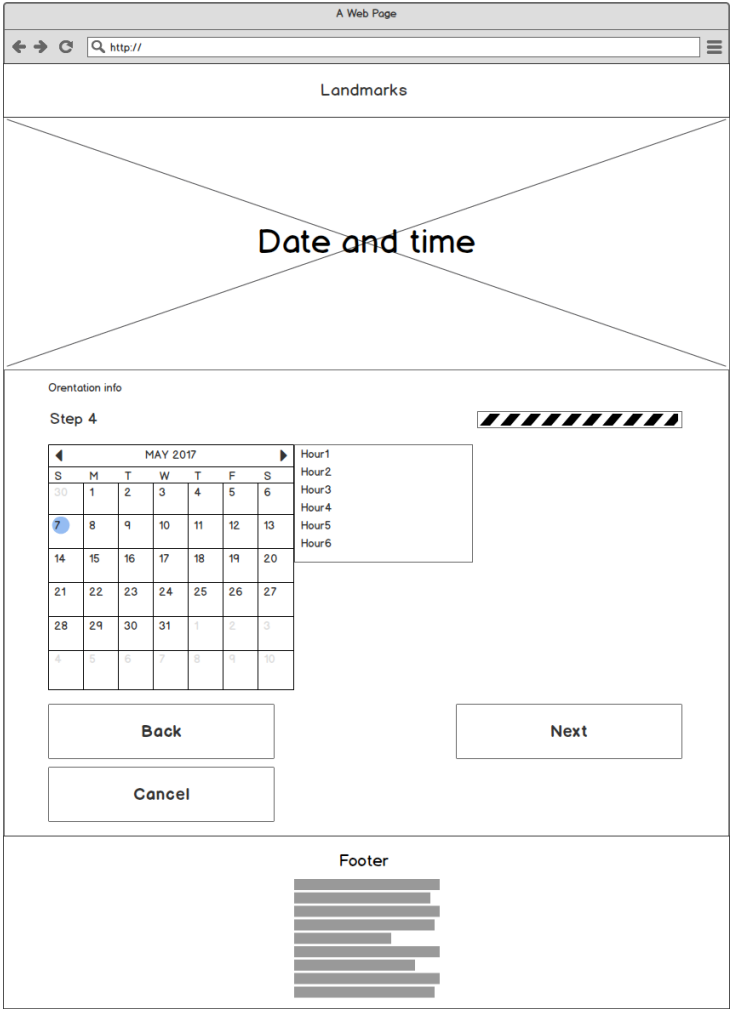 A Web Page
http://
Landmarks
Date and time
Orentation info
Step 4
MAY 2017
S M T W T F S
30 1 2 3 4 5 6
7 8 9 10 11 12 13
14 15 16 17 18 19 20
21 22 23 24 25 26 27
28 29 30 31 1 2 3
4 5 6 7 8 9 10
Hour1
Hour2
Hour3
Hour4
Hour5
Hour6
Back
Next
Cancel
Footer